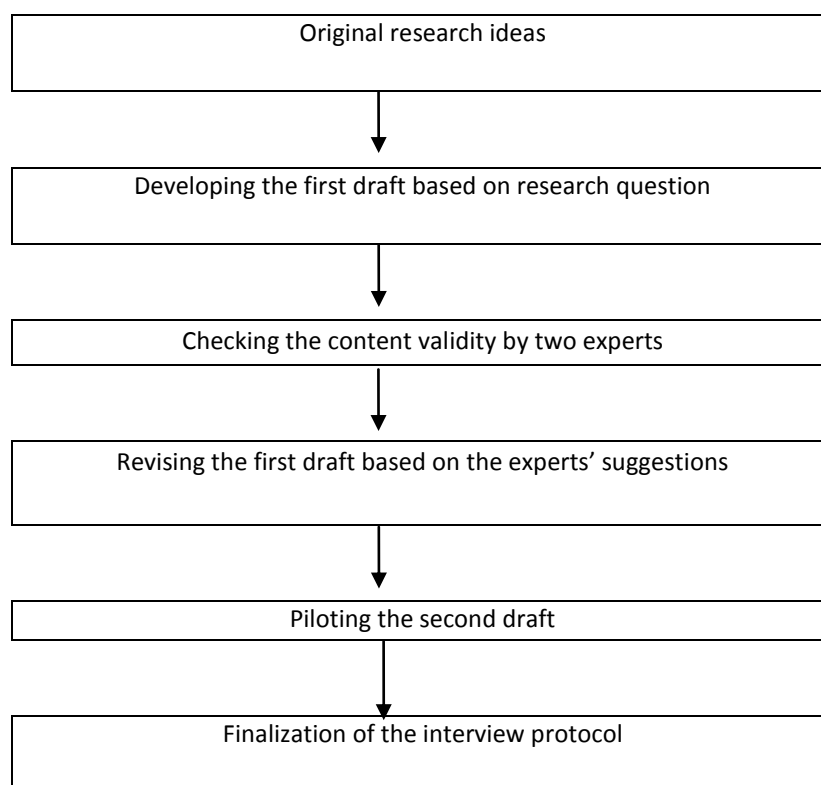 Original research ideas
Developing the first draft based on research question
Checking the content validity by two experts
Revising the first draft based on the experts’ suggestions
Piloting the second draft
Finalization of the interview protocol